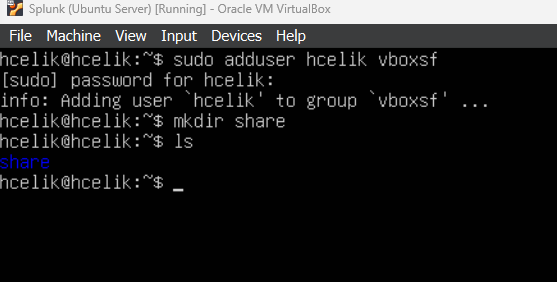 Splunk (Ubuntu Server) [Running] - Oracle VM VirtualBox
File Machine View Input Devices Help
hcelik@hcelik:~$ sudo adduser hcelik vboxsf
[sudo] password for hcelik:
info: Adding user `hcelik' to group `vboxsf' ...
hcelik@hcelik:~$ mkdir share
hcelik@hcelik:~$ ls
share
hcelik@hcelik:~$ _